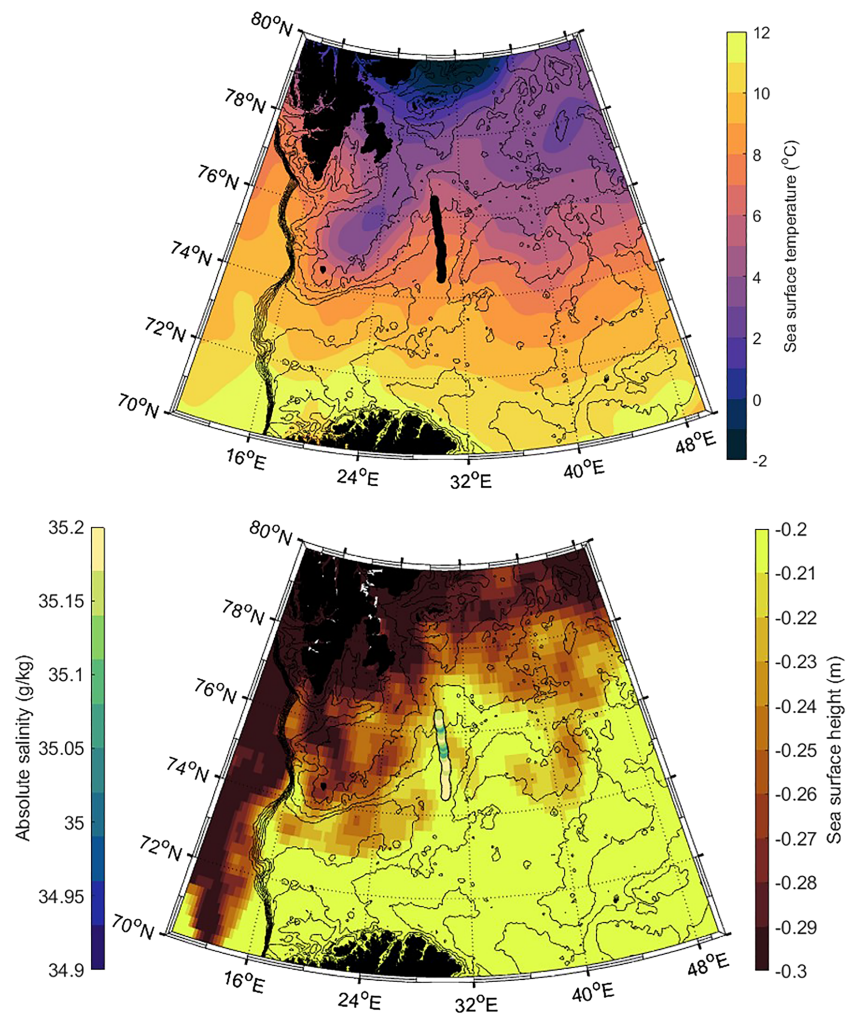 80°N
78°N
76°N
74°N
72°N
70°N
16°E
24°E
32°E
40°E
48°E
12
10
8
6
4
2
0
-2
Sea surface temperature (°C)
35.2
35.15
35.1
35.05
35
34.95
34.9
Absolute salinity (g/kg)
80°N
78°N
76°N
74°N
72°N
70°N
16°E
24°E
32°E
40°E
48°E
-0.2
-0.21
-0.22
-0.23
-0.24
-0.25
-0.26
-0.27
-0.28
-0.29
-0.3
Sea surface height (m)